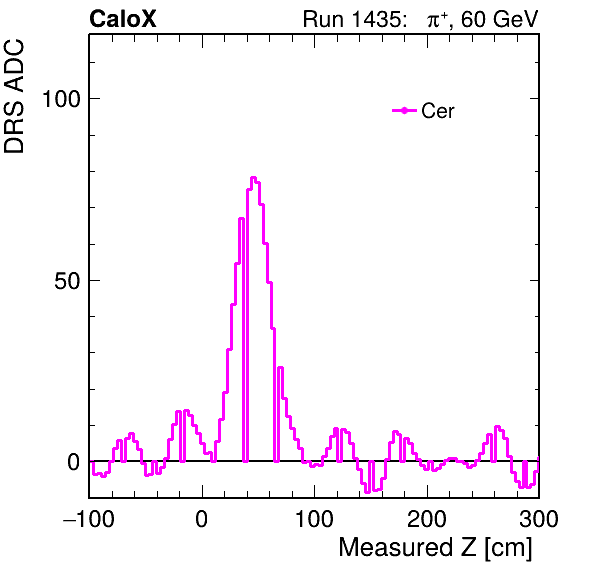 CaloX Run 1435: π⁺, 60 GeV
DRS ADC
100
Cer
50
0
−100 0 100 200 300
Measured Z [cm]